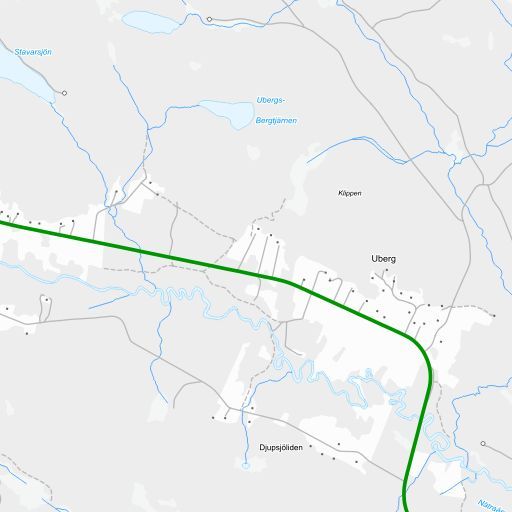 Stavarsjön
Ubergs-
Bergtjärnen
Klippen
Uberg
Djupsjöliden